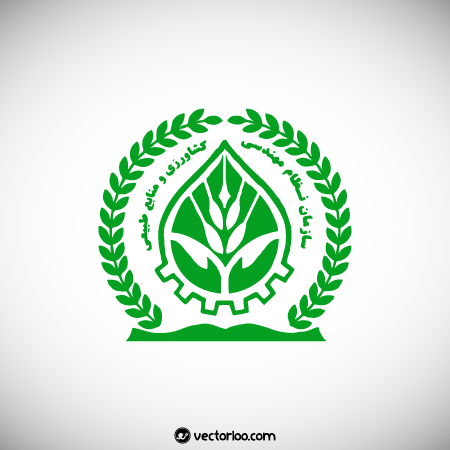 سازمان نظام مهندسی
کشاورزی و منابع طبیعی
vectorloo.com